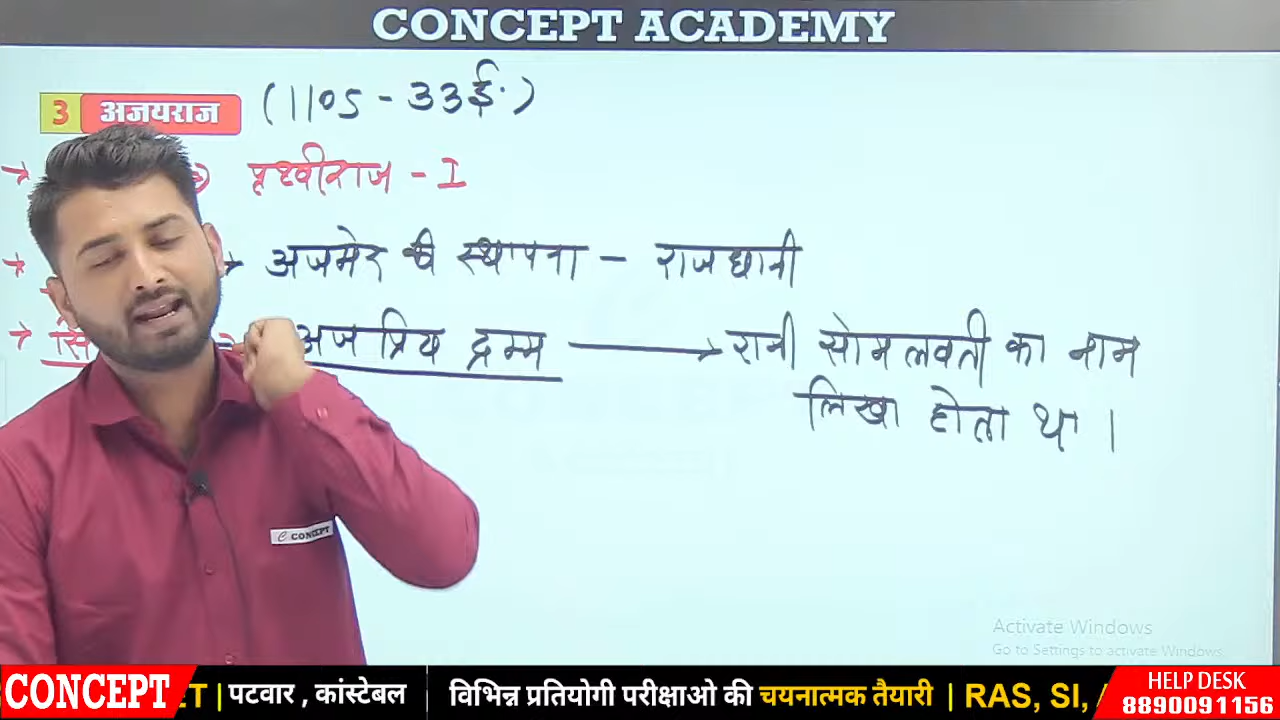 CONCEPT ACADEMY
3 अजयराज (1105 - 33ई.)
→ पृथ्वीराज - I
→ → अजमेर की स्थापना - राजधानी
→ अजप्रिय द्रम्म → रानी सोमलवती का नाम
लिखा होता था।
C CONCEPT
Activate Windows
Go to Settings to activate Windows.
CONCEPT | पटवार , कांस्टेबल | विभिन्न प्रतियोगी परीक्षाओ की चयनात्मक तैयारी | RAS, SI,
HELP DESK
8890091156